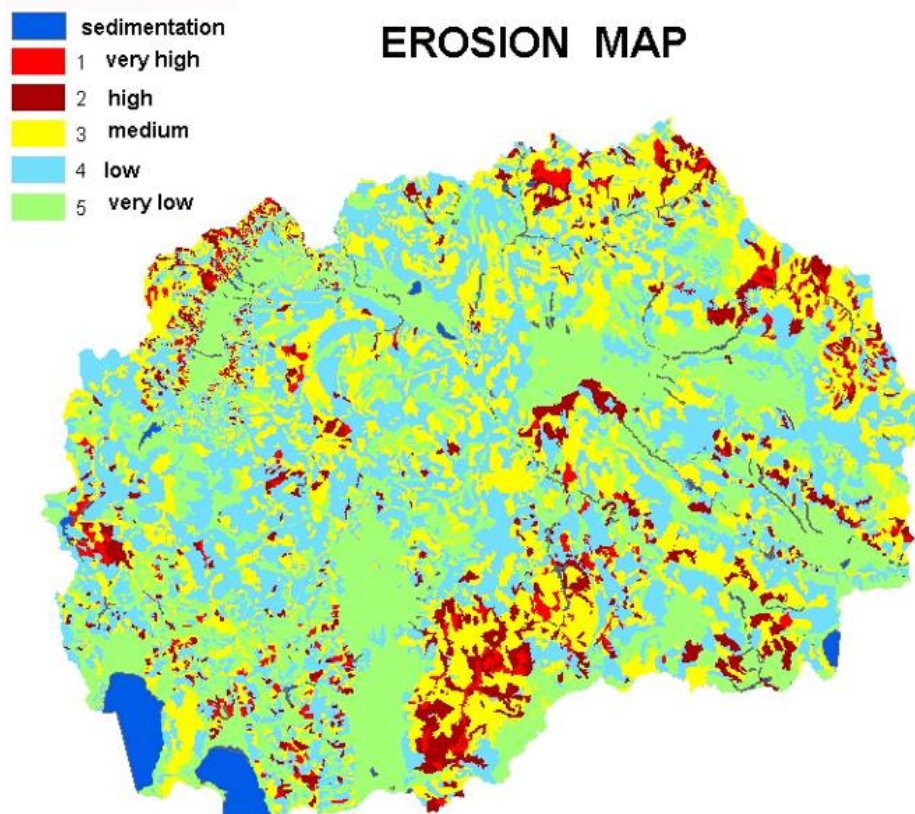 EROSION MAP
sedimentation
1 very high
2 high
3 medium
4 low
5 very low